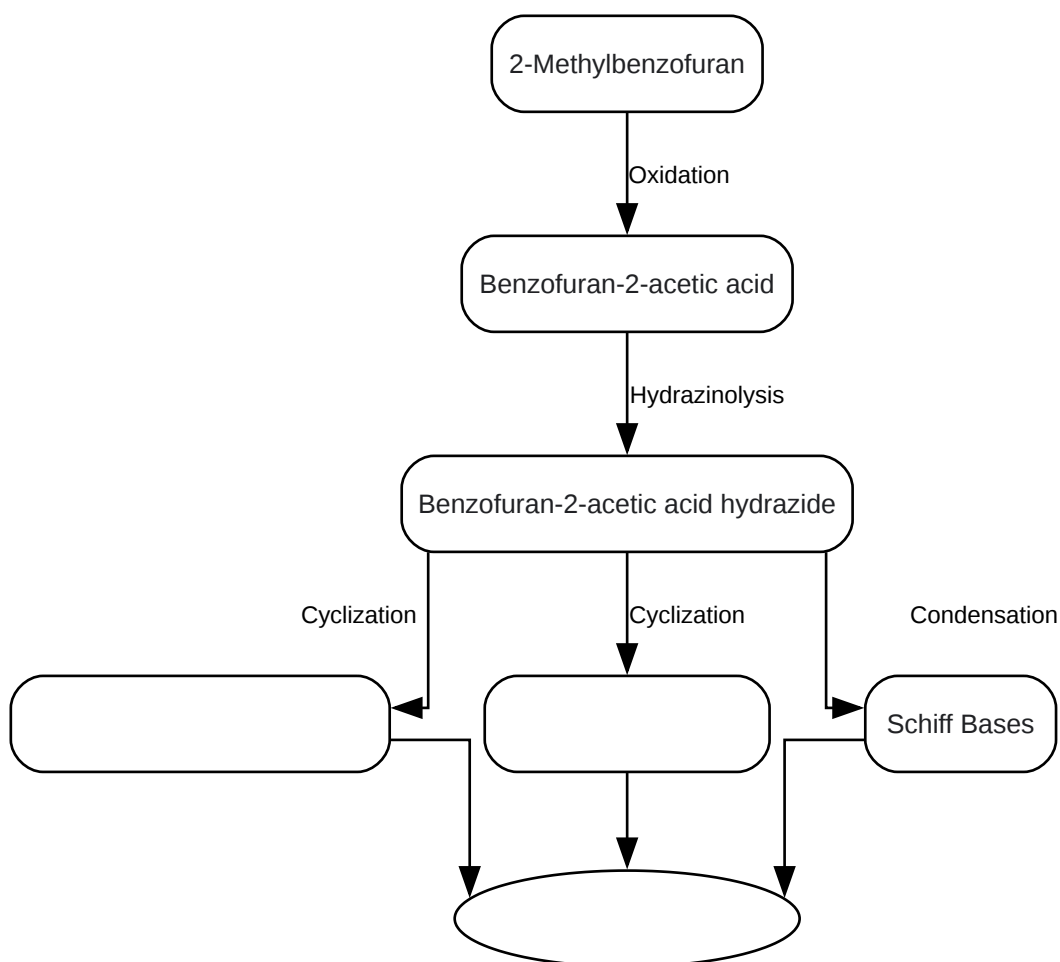 2-Methylbenzofuran
Oxidation
Benzofuran-2-acetic acid
Hydrazinolysis
Benzofuran-2-acetic acid hydrazide
Cyclization
Cyclization
Condensation
Schiff Bases